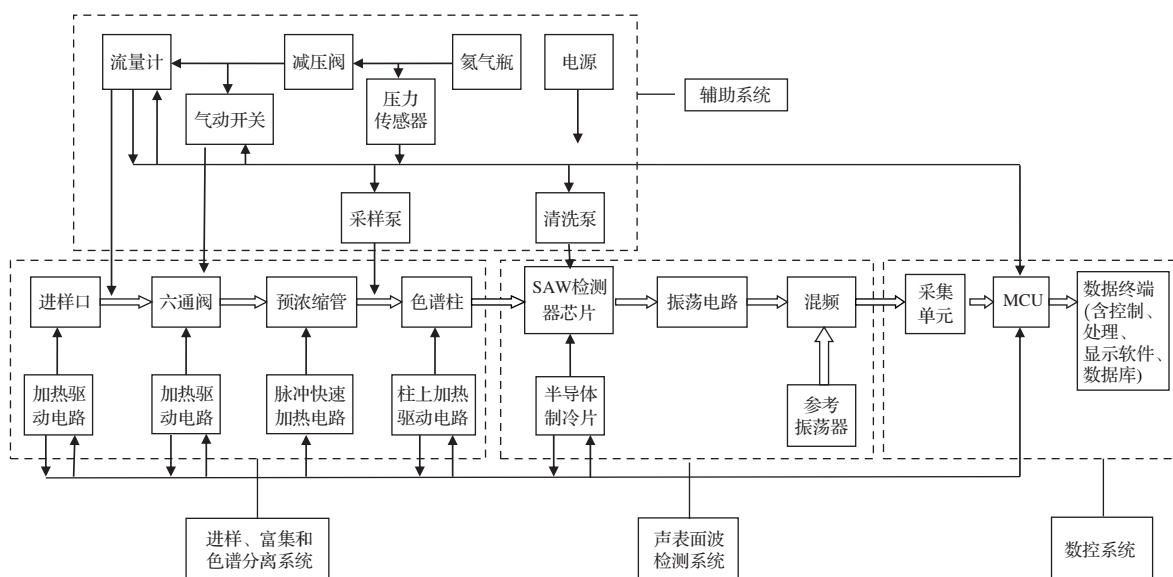 流量计
减压阀
氦气瓶
电源
辅助系统
气动开关
压力
传感器
采样泵
清洗泵
进样口
六通阀
预浓缩管
色谱柱
SAW检测
器芯片
振荡电路
混频
采集
单元
MCU
数据终端
(含控制、
处理、
显示软件、
数据库)
加热驱
动电路
加热驱
动电路
脉冲快速
加热电路
柱上加热
驱动电路
半导体
制冷片
参考
振荡器
进样、富集和
色谱分离系统
声表面波
检测系统
数控系统